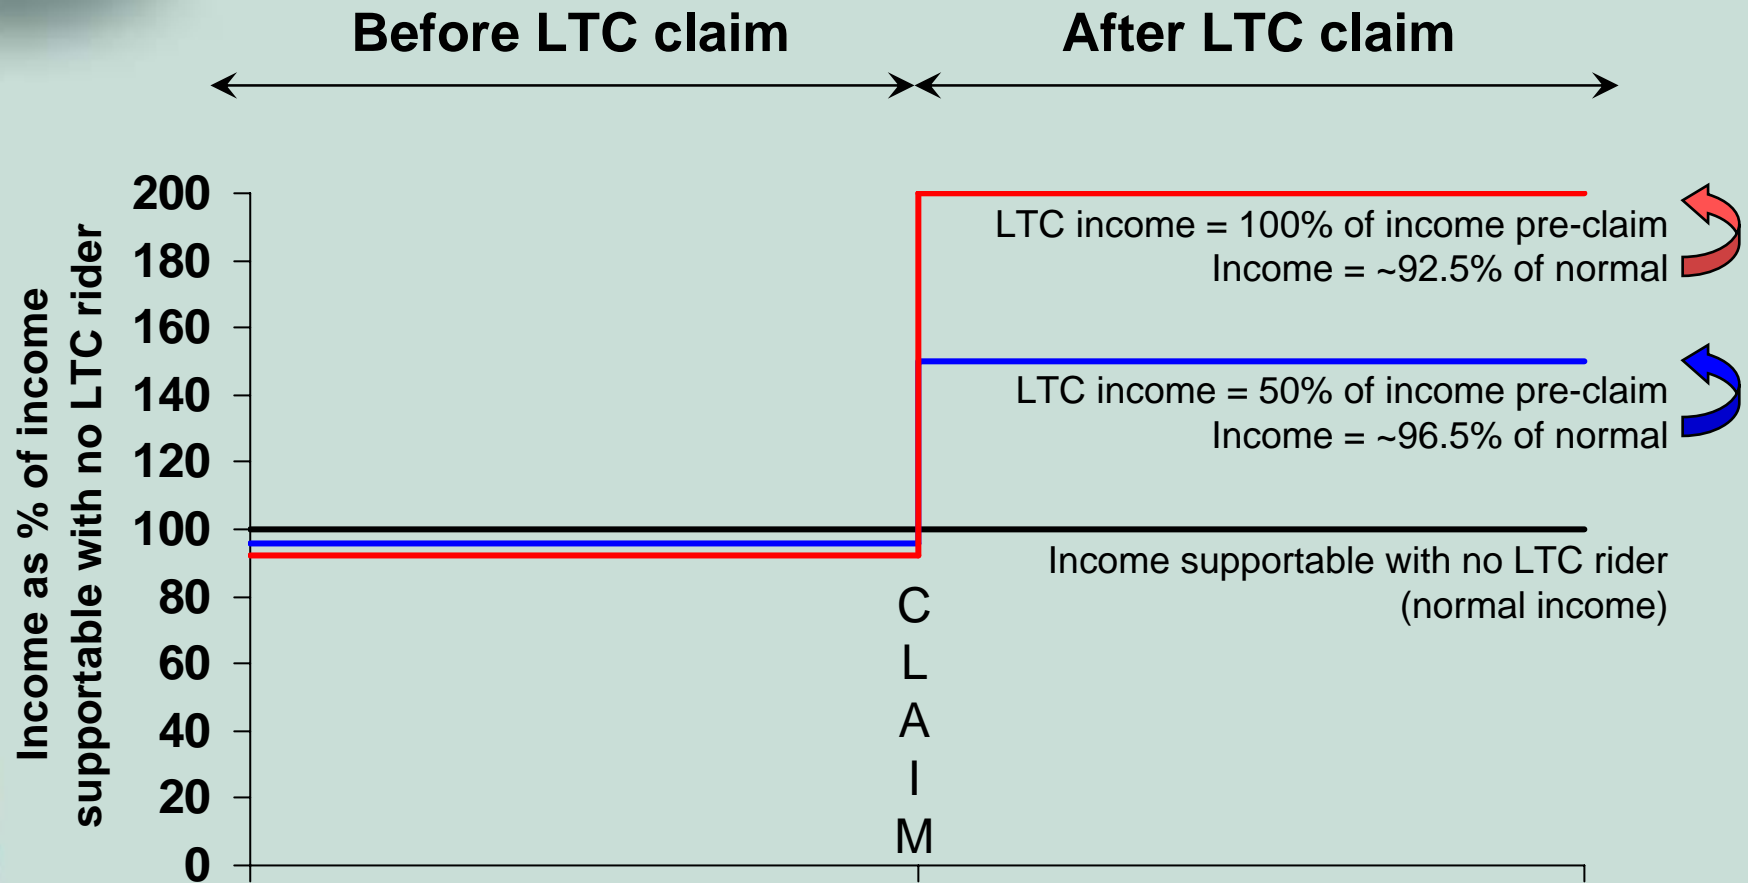 Before LTC claim
After LTC claim
Income as % of income
supportable with no LTC rider
200
180
160
140
120
100
80
60
40
20
0
LTC income = 100% of income pre-claim
Income = ~92.5% of normal
LTC income = 50% of income pre-claim
Income = ~96.5% of normal
Income supportable with no LTC rider
(normal income)
C
L
A
I
M